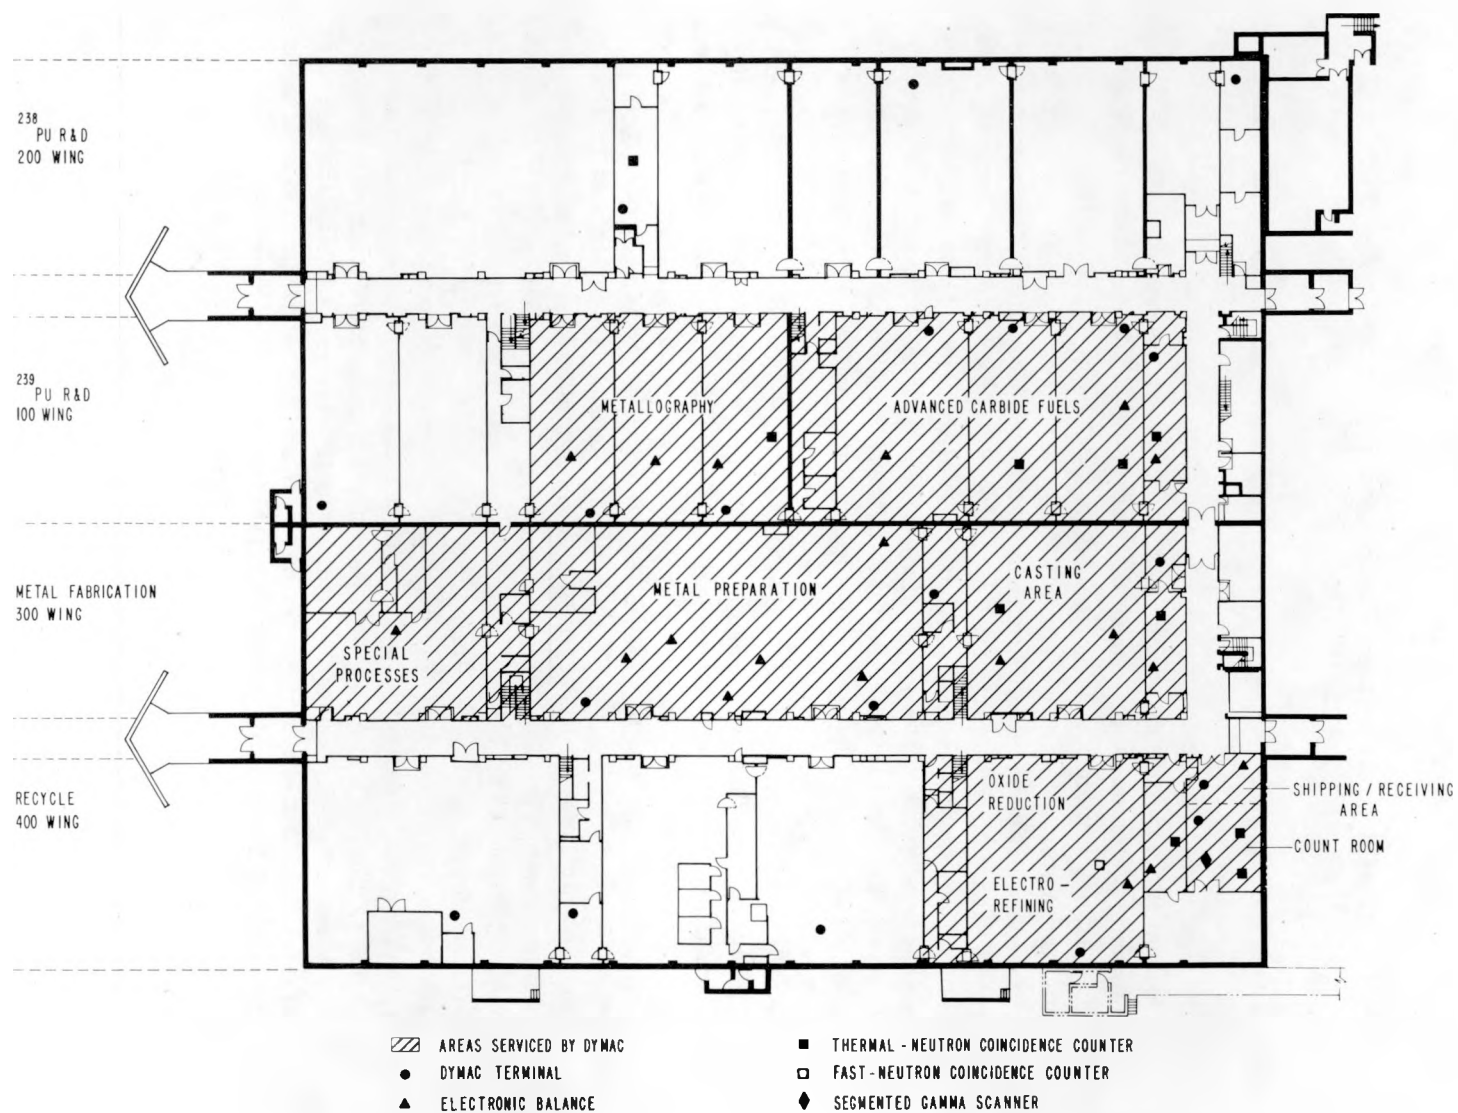 238
PU R&D
200 WING
239
PU R&D
100 WING
METALLOGRAPHY
ADVANCED CARBIDE FUELS
METAL FABRICATION
300 WING
METAL PREPARATION
CASTING
AREA
SPECIAL
PROCESSES
RECYCLE
400 WING
OXIDE
REDUCTION
SHIPPING / RECEIVING
AREA
COUNT ROOM
ELECTRO-
REFINING
AREAS SERVICED BY DYMAC
DYMAC TERMINAL
ELECTRONIC BALANCE
THERMAL - NEUTRON COINCIDENCE COUNTER
FAST-NEUTRON COINCIDENCE COUNTER
SEGMENTED GAMMA SCANNER